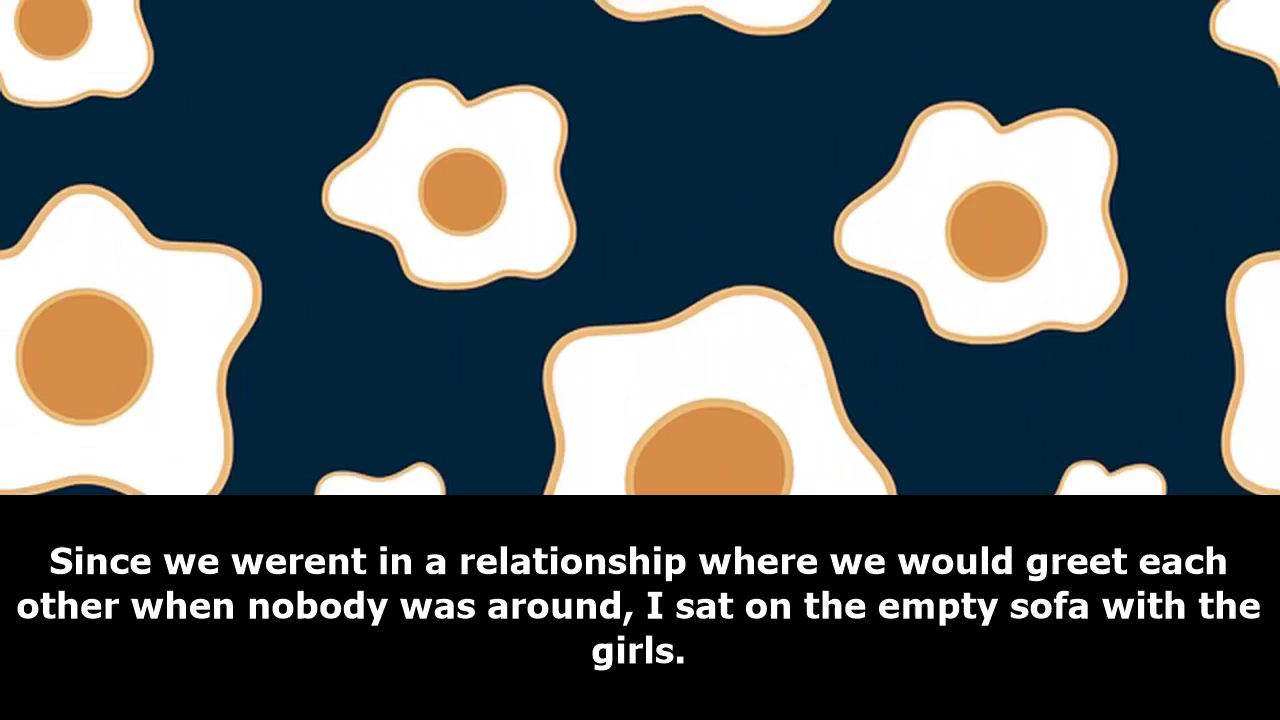 Since we werent in a relationship where we would greet each
other when nobody was around, I sat on the empty sofa with the
girls.